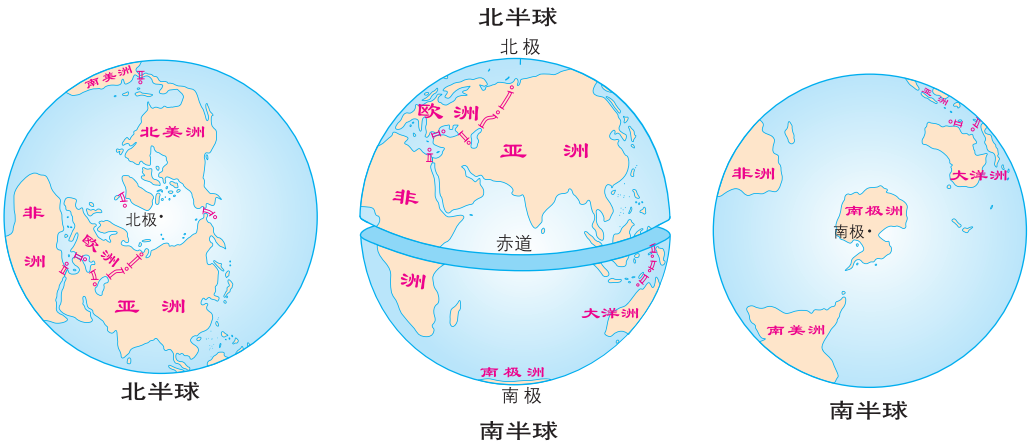 北半球
北极
南美洲
北美洲
北极
非
洲
欧洲
亚洲
北半球
欧洲
亚洲
非
赤道
洲
大洋洲
南极洲
南极
南半球
亚洲
非洲
大洋洲
南极洲
南极
南美洲
南半球